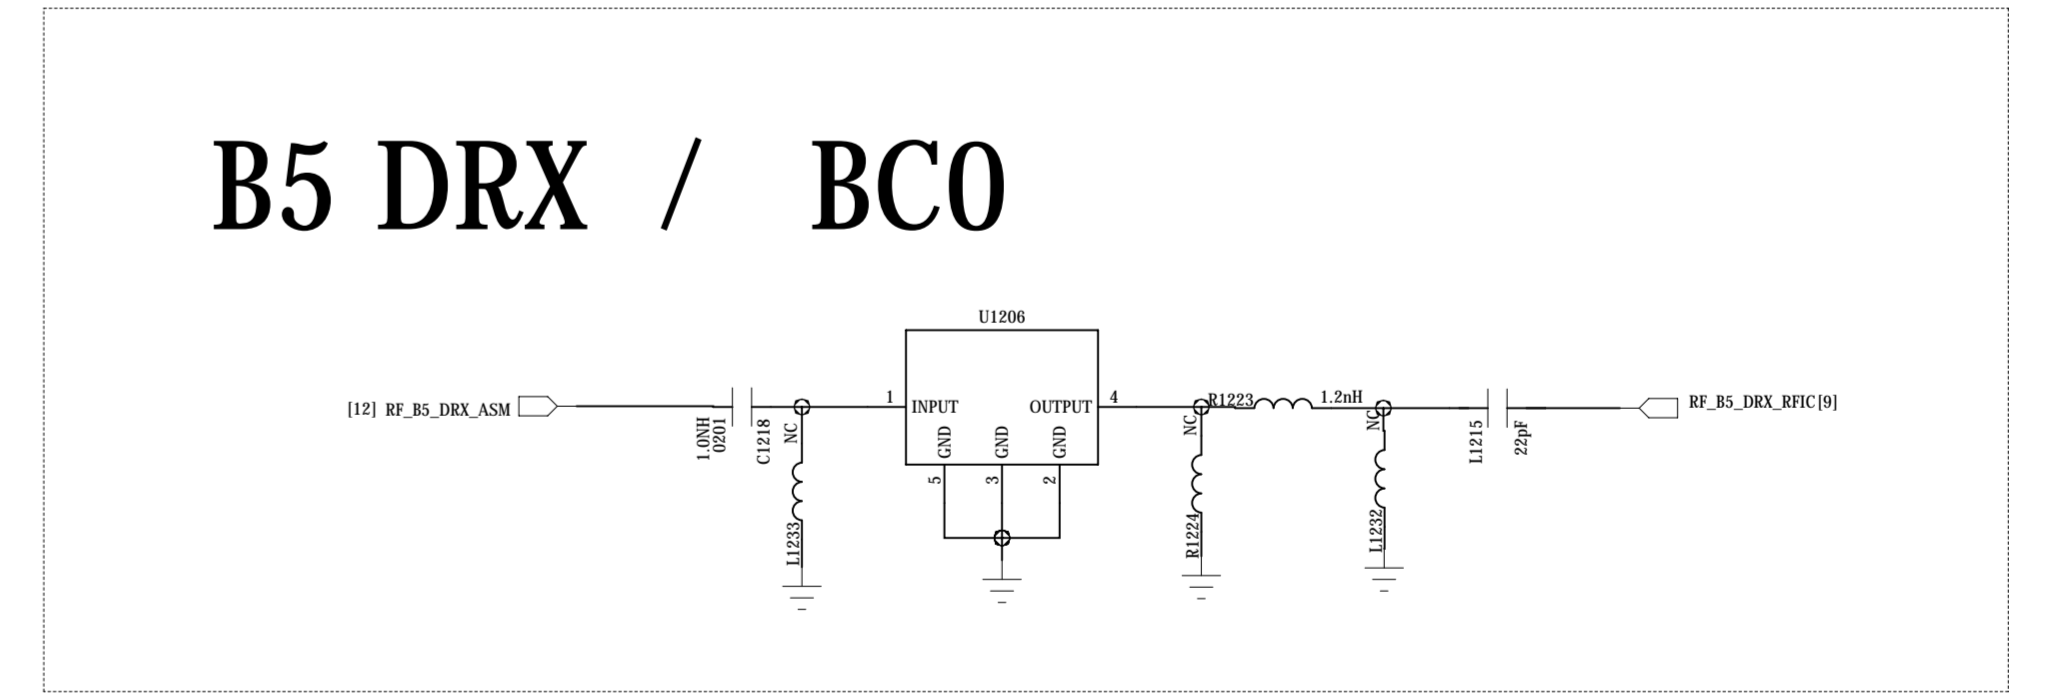 B5 DRX / BC0
U1206
[12] RF_B5_DRX_ASM
1.0NH
0201
C1218
NC
L1233
1
INPUT
OUTPUT
4
GND
GND
GND
5
3
2
R1223
1.2nH
NC
R1224
NC
L1232
L1215
22pF
RF_B5_DRX_RFIC[9]